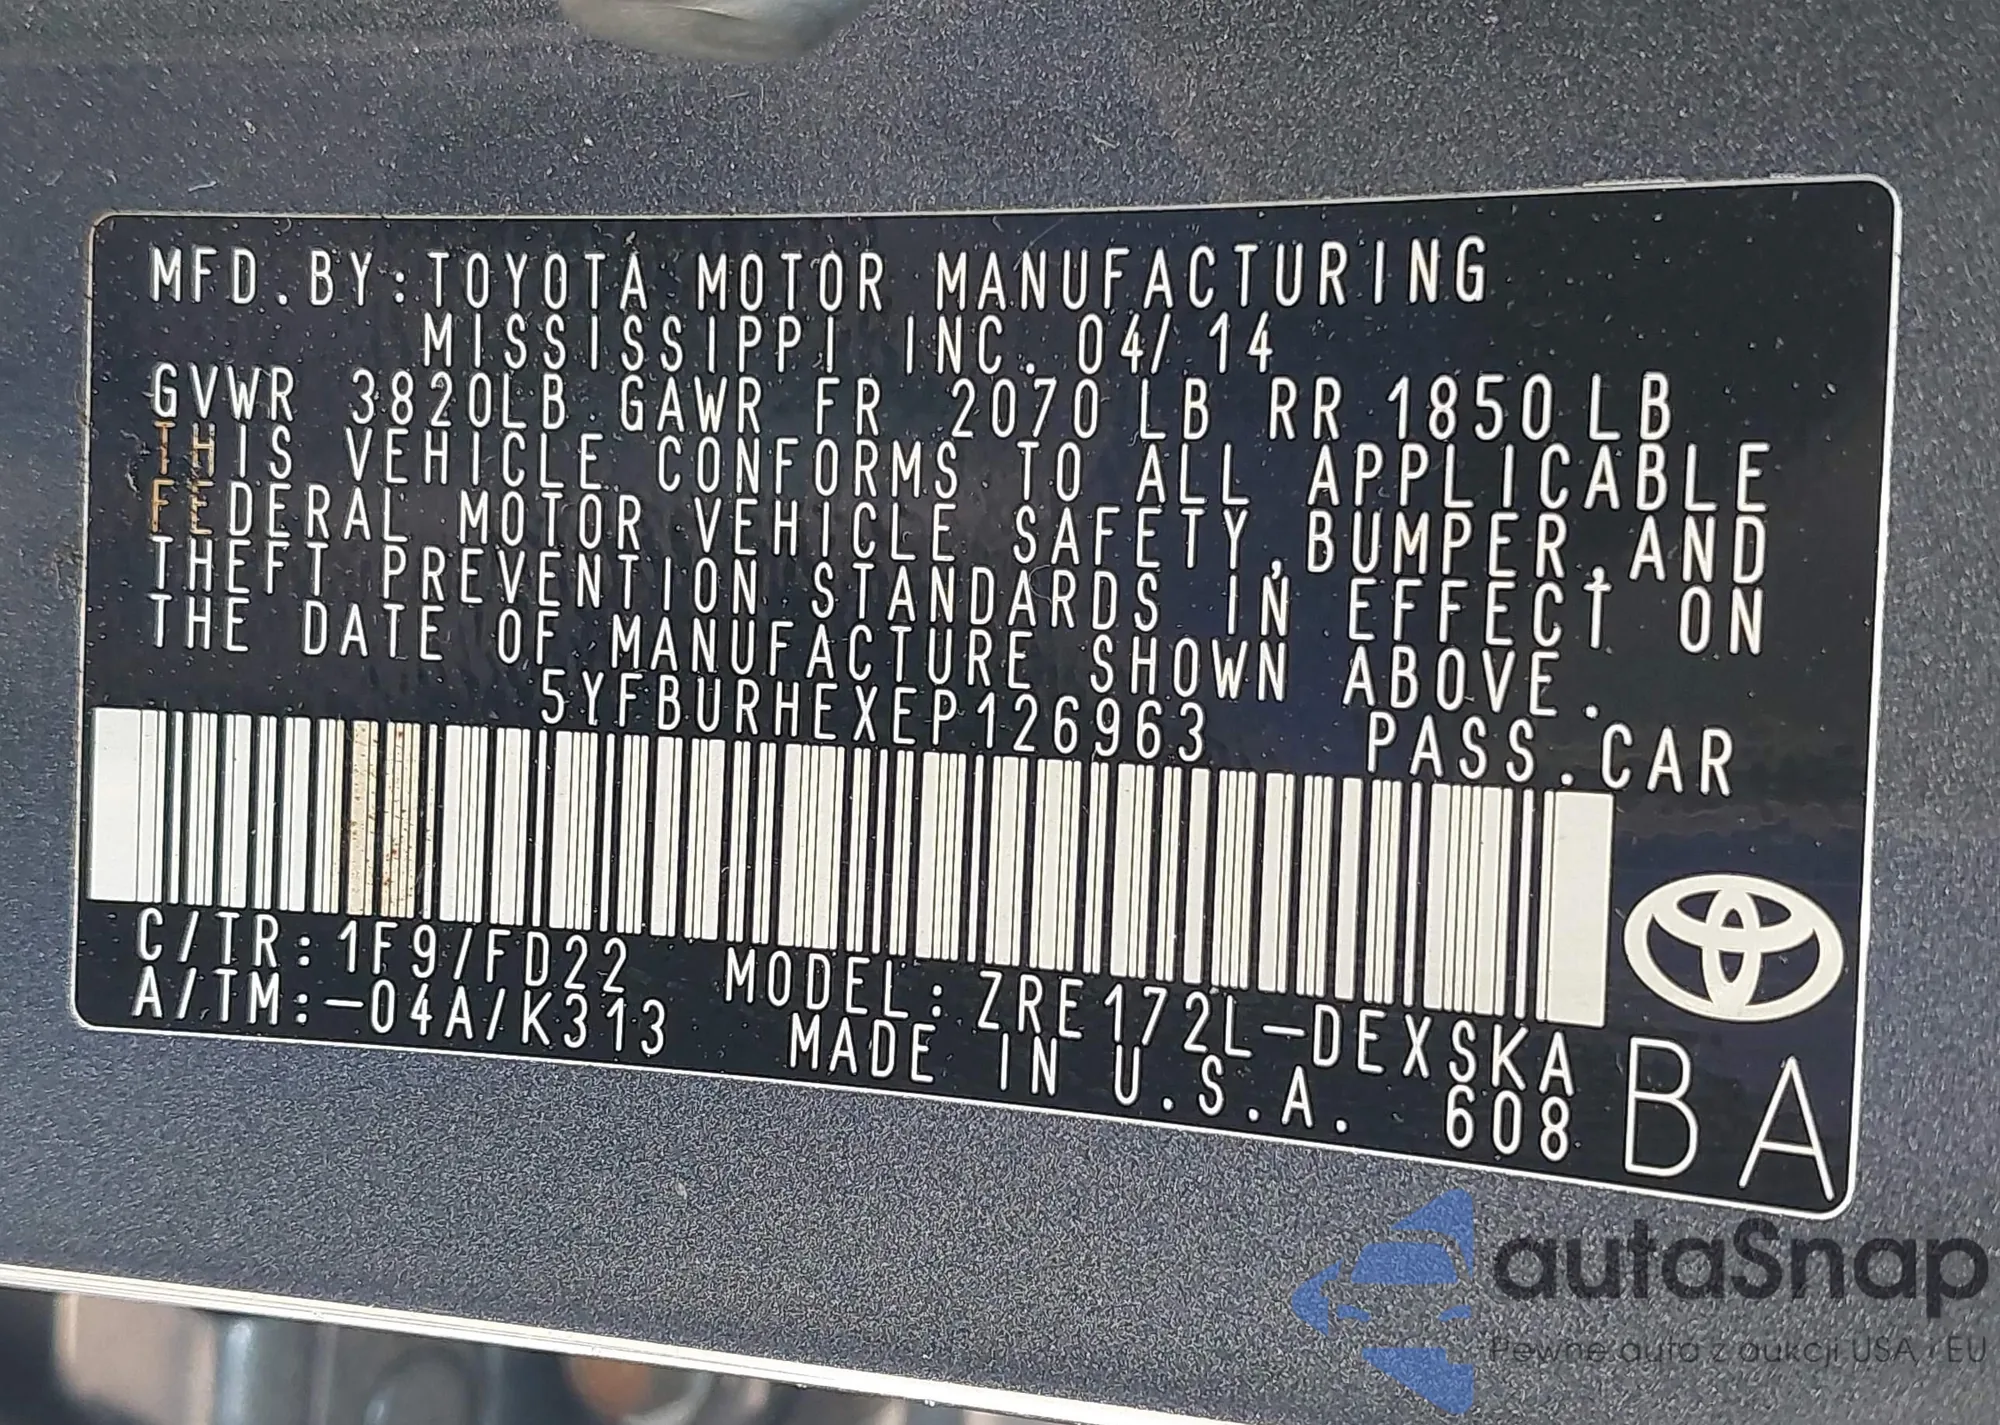 MFD. BY: TOYOTA MOTOR MANUFACTURING
MISSISSIPPI INC. 04/14
GVWR 3820LB GAWR FR 2070 LB RR 1850 LB
THIS VEHICLE CONFORMS TO ALL APPLICABLE
FEDERAL MOTOR VEHICLE SAFETY, BUMPER, AND
THEFT PREVENTION STANDARDS IN EFFECT ON
THE DATE OF MANUFACTURE SHOWN ABOVE.
5YFBURHEXEP126963 PASS. CAR
C/TR: 1F9/FD22 MODEL: ZRE172L-DEXSKA
A/TM: -04A/K313 MADE IN U.S.A. 608
BA
autaSnap
Pewne auta z aukcji USA i EU